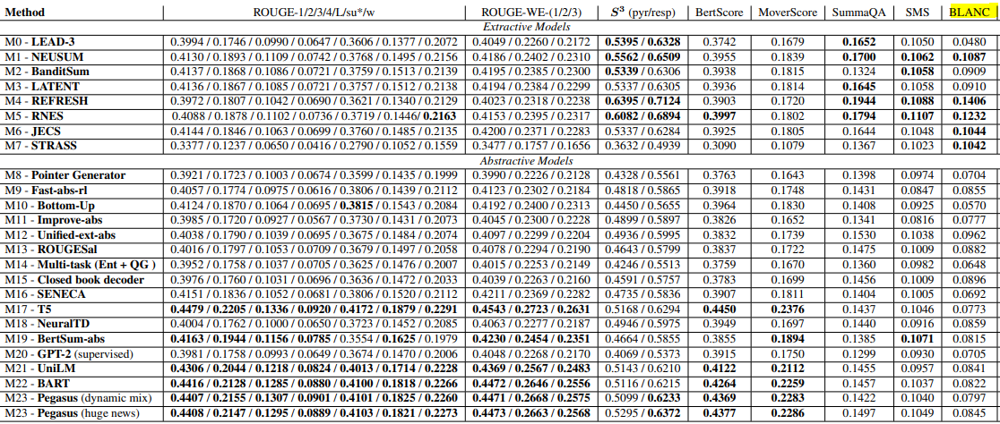 Method ROUGE-1/2/3/4/L/su*/w ROUGE-WE-(1/2/3) S³ (pyr/resp) BertScore MoverScore SummaQA SMS BLANC
Extractive Models
M0 - LEAD-3 0.3994 / 0.1746 / 0.0990 / 0.0647 / 0.3606 / 0.1377 / 0.2072 0.4049 / 0.2260 / 0.2172 0.5395 / 0.6328 0.3742 0.1679 0.1652 0.1050 0.0480
M1 - NEUSUM 0.4130 / 0.1893 / 0.1109 / 0.0742 / 0.3768 / 0.1495 / 0.2156 0.4186 / 0.2402 / 0.2310 0.5562 / 0.6509 0.3955 0.1839 0.1700 0.1062 0.1087
M2 - BanditSum 0.4137 / 0.1868 / 0.1086 / 0.0721 / 0.3759 / 0.1513 / 0.2139 0.4195 / 0.2385 / 0.2300 0.5339 / 0.6306 0.3938 0.1815 0.1324 0.1058 0.0909
M3 - LATENT 0.4136 / 0.1867 / 0.1085 / 0.0721 / 0.3757 / 0.1512 / 0.2138 0.4194 / 0.2384 / 0.2299 0.5337 / 0.6305 0.3936 0.1814 0.1645 0.1058 0.0910
M4 - REFRESH 0.3972 / 0.1807 / 0.1042 / 0.0690 / 0.3621 / 0.1340 / 0.2129 0.4023 / 0.2318 / 0.2238 0.6395 / 0.7124 0.3903 0.1720 0.1944 0.1088 0.1406
M5 - RNES 0.4088 / 0.1878 / 0.1102 / 0.0736 / 0.3719 / 0.1446/ 0.2163 0.4153 / 0.2395 / 0.2317 0.6082 / 0.6894 0.3997 0.1802 0.1794 0.1107 0.1232
M6 - JECS 0.4144 / 0.1846 / 0.1063 / 0.0699 / 0.3760 / 0.1485 / 0.2135 0.4200 / 0.2371 / 0.2283 0.5337 / 0.6284 0.3925 0.1805 0.1644 0.1048 0.1044
M7 - STRASS 0.3377 / 0.1237 / 0.0650 / 0.0416 / 0.2790 / 0.1052 / 0.1559 0.3477 / 0.1757 / 0.1656 0.3632 / 0.4939 0.3090 0.1079 0.1367 0.1023 0.1042
Abstractive Models
M8 - Pointer Generator 0.3921 / 0.1723 / 0.1003 / 0.0674 / 0.3599 / 0.1435 / 0.1999 0.3990 / 0.2226 / 0.2128 0.4328 / 0.5561 0.3763 0.1643 0.1398 0.0974 0.0704
M9 - Fast-abs-rl 0.4057 / 0.1774 / 0.0975 / 0.0616 / 0.3806 / 0.1439 / 0.2112 0.4123 / 0.2302 / 0.2184 0.4818 / 0.5865 0.3918 0.1748 0.1431 0.0847 0.0855
M10 - Bottom-Up 0.4124 / 0.1870 / 0.1064 / 0.0695 / 0.3815 / 0.1543 / 0.2084 0.4192 / 0.2400 / 0.2313 0.4450 / 0.5655 0.3964 0.1830 0.1408 0.0925 0.0570
M11 - Improve-abs 0.3985 / 0.1720 / 0.0927 / 0.0567 / 0.3730 / 0.1431 / 0.2073 0.4045 / 0.2300 / 0.2228 0.4899 / 0.5897 0.3826 0.1652 0.1341 0.0816 0.0777
M12 - Unified-ext-abs 0.4038 / 0.1790 / 0.1039 / 0.0695 / 0.3675 / 0.1484 / 0.2074 0.4097 / 0.2299 / 0.2204 0.4936 / 0.5995 0.3832 0.1739 0.1530 0.1038 0.0962
M13 - ROUGESal 0.4016 / 0.1797 / 0.1053 / 0.0709 / 0.3679 / 0.1497 / 0.2058 0.4078 / 0.2294 / 0.2190 0.4643 / 0.5799 0.3837 0.1722 0.1475 0.1009 0.0882
M14 - Multi-task (Ent + QG ) 0.3952 / 0.1758 / 0.1037 / 0.0705 / 0.3625 / 0.1476 / 0.2007 0.4015 / 0.2253 / 0.2149 0.4246 / 0.5513 0.3759 0.1670 0.1360 0.0982 0.0648
M15 - Closed book decoder 0.3976 / 0.1760 / 0.1031 / 0.0696 / 0.3636 / 0.1472 / 0.2033 0.4039 / 0.2263 / 0.2160 0.4591 / 0.5757 0.3783 0.1699 0.1456 0.1009 0.0896
M16 - SENECA 0.4151 / 0.1836 / 0.1052 / 0.0681 / 0.3806 / 0.1520 / 0.2112 0.4211 / 0.2369 / 0.2282 0.4735 / 0.5836 0.3907 0.1811 0.1404 0.1005 0.0692
M17 - T5 0.4479 / 0.2205 / 0.1336 / 0.0920 / 0.4172 / 0.1879 / 0.2291 0.4543 / 0.2723 / 0.2631 0.5168 / 0.6294 0.4450 0.2376 0.1437 0.1046 0.0773
M18 - NeuralTD 0.4004 / 0.1762 / 0.1000 / 0.0650 / 0.3723 / 0.1452 / 0.2085 0.4063 / 0.2277 / 0.2187 0.4946 / 0.5975 0.3949 0.1697 0.1440 0.0916 0.0859
M19 - BertSum-abs 0.4163 / 0.1944 / 0.1156 / 0.0785 / 0.3554 / 0.1625 / 0.1979 0.4230 / 0.2454 / 0.2351 0.4664 / 0.5855 0.3855 0.1894 0.1385 0.1071 0.0815
M20 - GPT-2 (supervised) 0.3981 / 0.1758 / 0.0993 / 0.0649 / 0.3674 / 0.1470 / 0.2006 0.4048 / 0.2268 / 0.2170 0.4069 / 0.5373 0.3915 0.1750 0.1299 0.0930 0.0705
M21 - UniLM 0.4306 / 0.2044 / 0.1218 / 0.0824 / 0.4013 / 0.1714 / 0.2228 0.4369 / 0.2567 / 0.2483 0.5143 / 0.6210 0.4122 0.2112 0.1455 0.0957 0.0841
M22 - BART 0.4416 / 0.2128 / 0.1285 / 0.0880 / 0.4100 / 0.1818 / 0.2266 0.4472 / 0.2646 / 0.2556 0.5116 / 0.6215 0.4264 0.2259 0.1457 0.1037 0.0822
M23 - Pegasus (dynamic mix) 0.4407 / 0.2155 / 0.1307 / 0.0901 / 0.4101 / 0.1825 / 0.2260 0.4471 / 0.2668 / 0.2575 0.5099 / 0.6233 0.4369 0.2283 0.1422 0.1040 0.0797
M23 - Pegasus (huge news) 0.4408 / 0.2147 / 0.1295 / 0.0889 / 0.4103 / 0.1821 / 0.2273 0.4473 / 0.2663 / 0.2568 0.5295 / 0.6372 0.4377 0.2286 0.1497 0.1049 0.0845